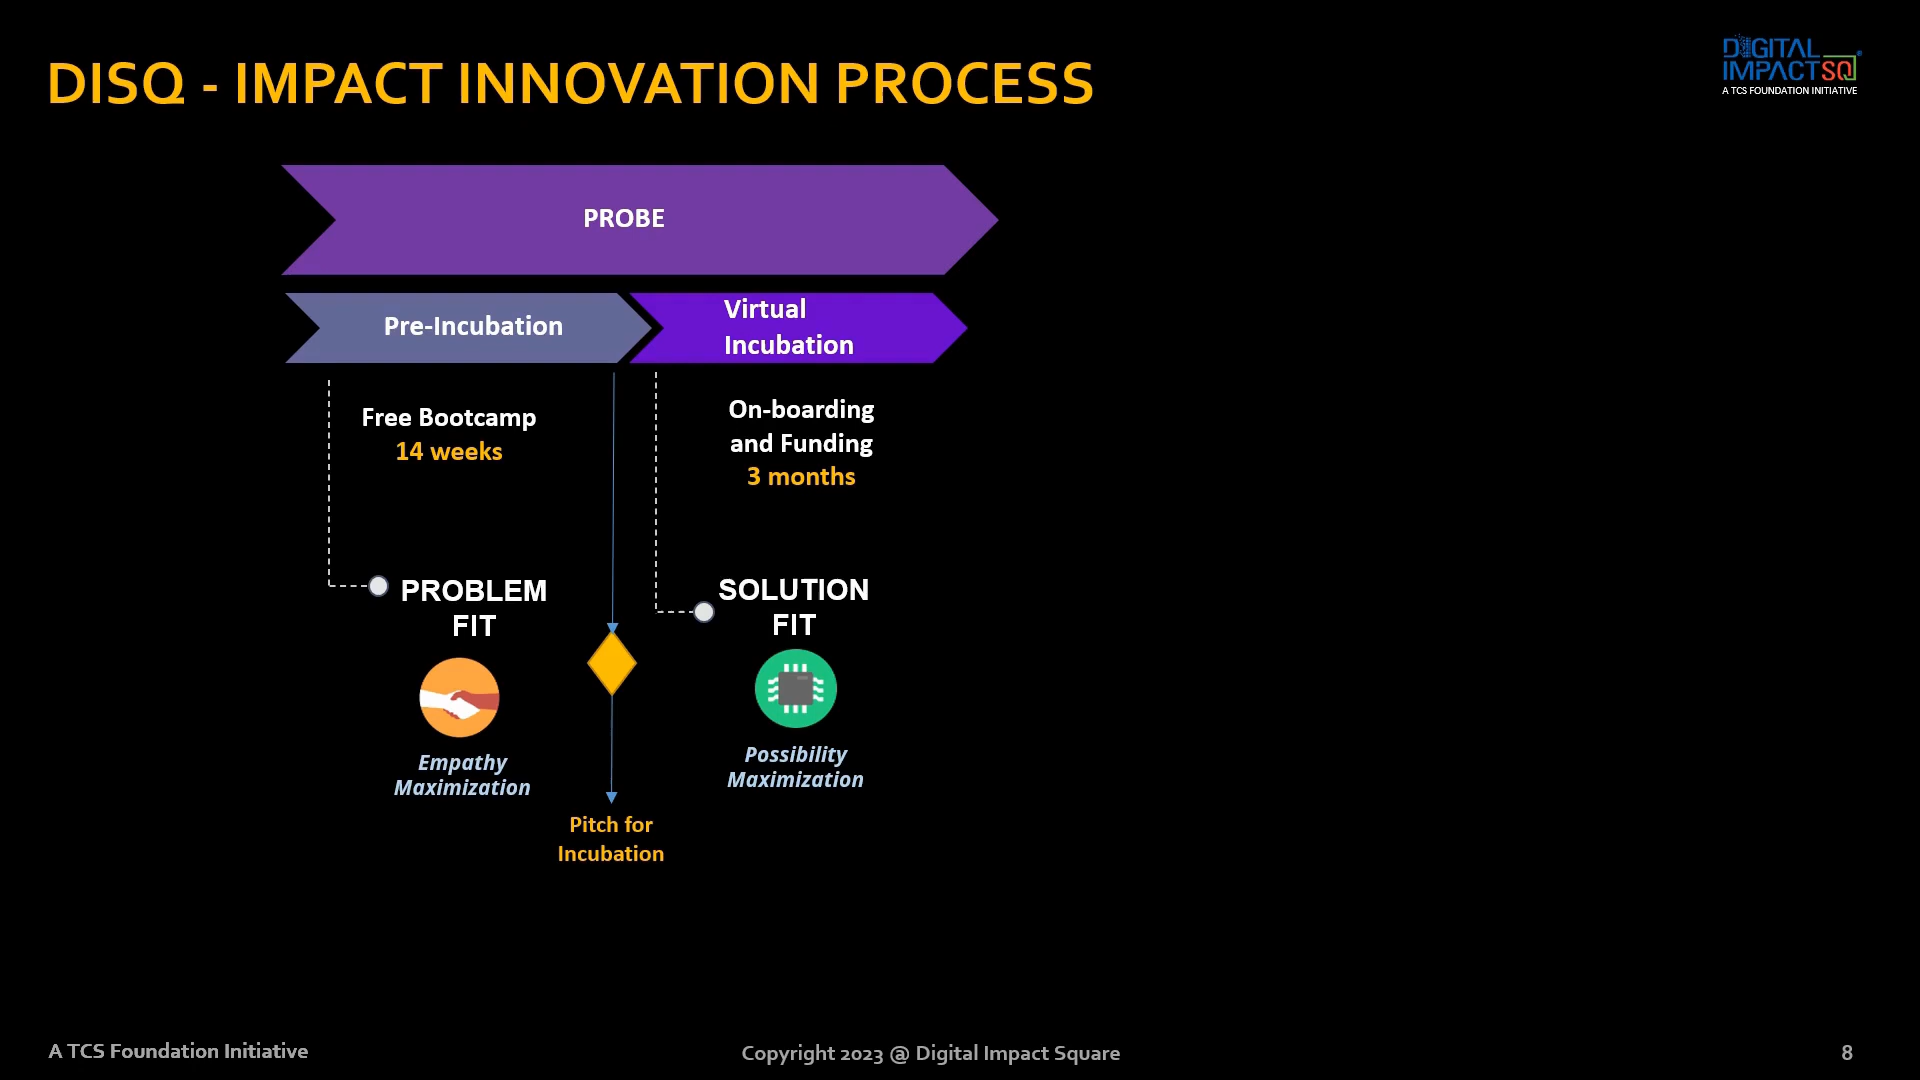 DISQ - IMPACT INNOVATION PROCESS
DIGITAL
IMPACTSQ
A TCS FOUNDATION INITIATIVE
PROBE
Pre-Incubation
Virtual
Incubation
Free Bootcamp
14 weeks
On-boarding
and Funding
3 months
PROBLEM
FIT
SOLUTION
FIT
Empathy
Maximization
Possibility
Maximization
Pitch for
Incubation
A TCS Foundation Initiative
Copyright 2023 @ Digital Impact Square
8